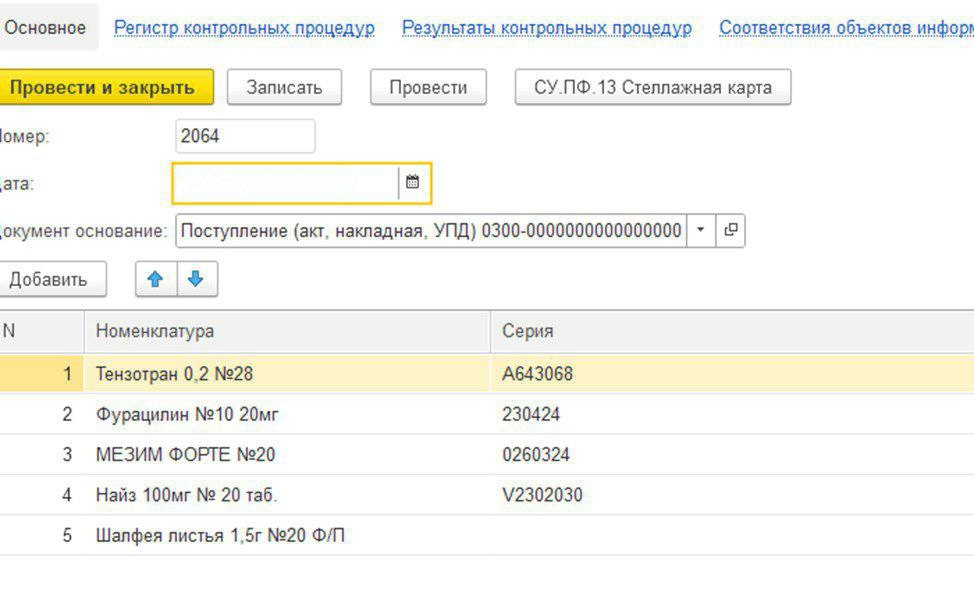 Основное Регистр контрольных процедур Результаты контрольных процедур Соответствия объектов инфор
Провести и закрыть Записать Провести СУ.ПФ.13 Стеллажная карта
омер: 2064
ата:
окумент основание: Поступление (акт, накладная, УПД) 0300-0000000000000000
Добавить
N Номенклатура Серия
1 Тензотран 0,2 №28 А643068
2 Фурацилин №10 20мг 230424
3 МЕЗИМ ФОРТЕ №20 0260324
4 Найз 100мг № 20 таб. V2302030
5 Шалфея листья 1,5г №20 Ф/П